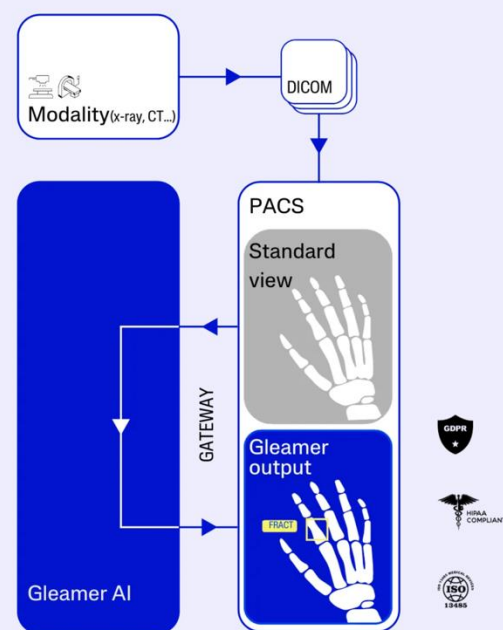 Modality(x-ray, CT...)
DICOM
PACS
Standard
view
GATEWAY
Gleamer
output
FRACT
Gleamer AI
GDPR
HIPAA
COMPLIANT
ISO
13485